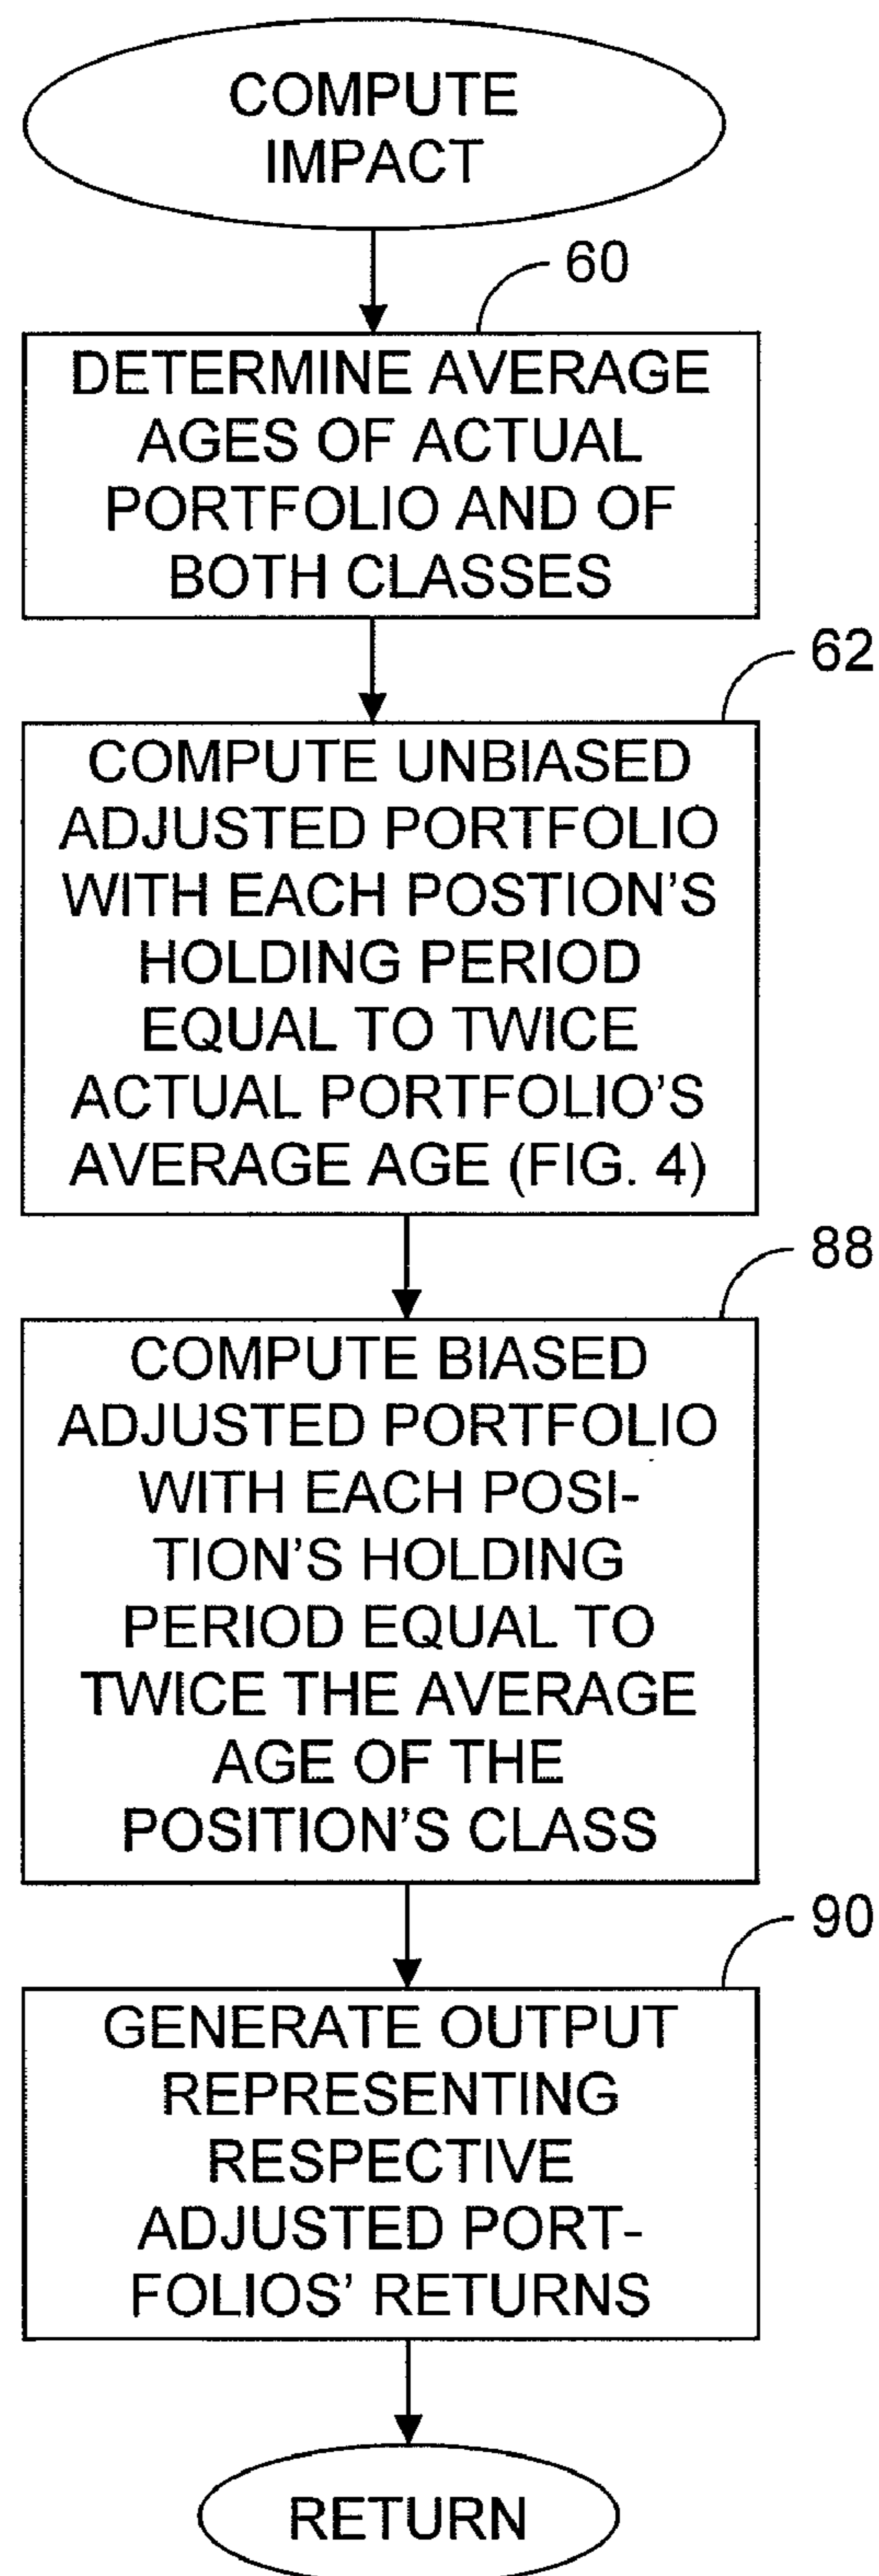 COMPUTE
IMPACT
60
DETERMINE AVERAGE
AGES OF ACTUAL
PORTFOLIO AND OF
BOTH CLASSES
62
COMPUTE UNBIASED
ADJUSTED PORTFOLIO
WITH EACH POSTION'S
HOLDING PERIOD
EQUAL TO TWICE
ACTUAL PORTFOLIO'S
AVERAGE AGE (FIG. 4)
88
COMPUTE BIASED
ADJUSTED PORTFOLIO
WITH EACH POSI-
TION'S HOLDING
PERIOD EQUAL TO
TWICE THE AVERAGE
AGE OF THE
POSITION'S CLASS
90
GENERATE OUTPUT
REPRESENTING
RESPECTIVE
ADJUSTED PORT-
FOLIOS' RETURNS
RETURN